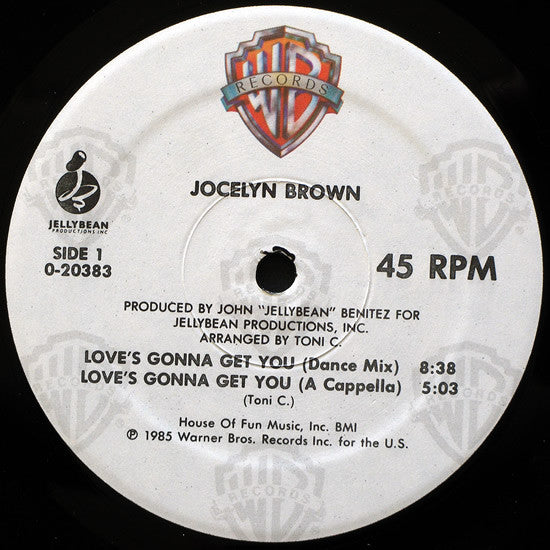 WB
RECORDS
JOCELYN BROWN
JELLYBEAN
PRODUCTIONS INC
SIDE 1
0-20383
45 RPM
PRODUCED BY JOHN "JELLYBEAN" BENITEZ FOR
JELLYBEAN PRODUCTIONS, INC.
ARRANGED BY TONI C.
LOVE'S GONNA GET YOU (Dance Mix) 8:38
LOVE'S GONNA GET YOU (A Cappella) 5:03
(Toni C.)
House Of Fun Music, Inc. BMI
℗ 1985 Warner Bros. Records Inc. for the U.S.